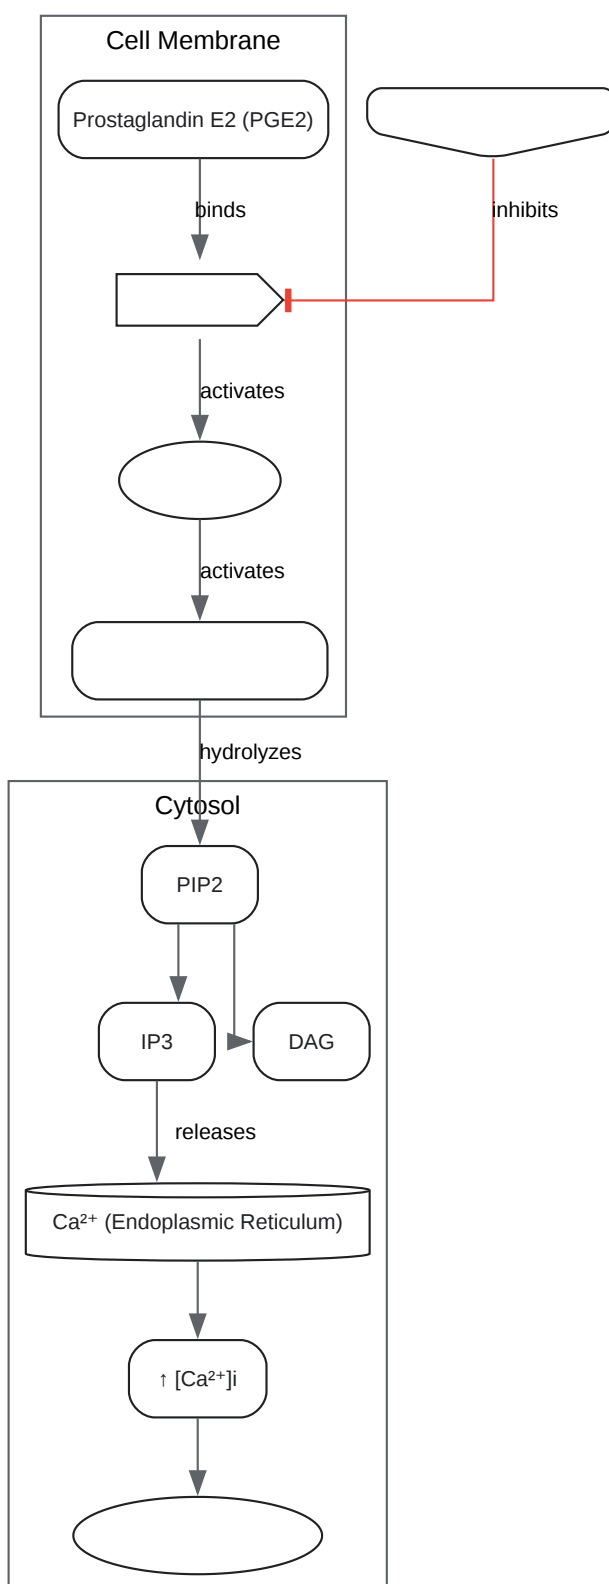 Cell Membrane
Prostaglandin E2 (PGE2)
binds
inhibits
activates
activates
hydrolyzes
Cytosol
PIP2
IP3
DAG
releases
Ca²⁺ (Endoplasmic Reticulum)
↑ [Ca²⁺]i